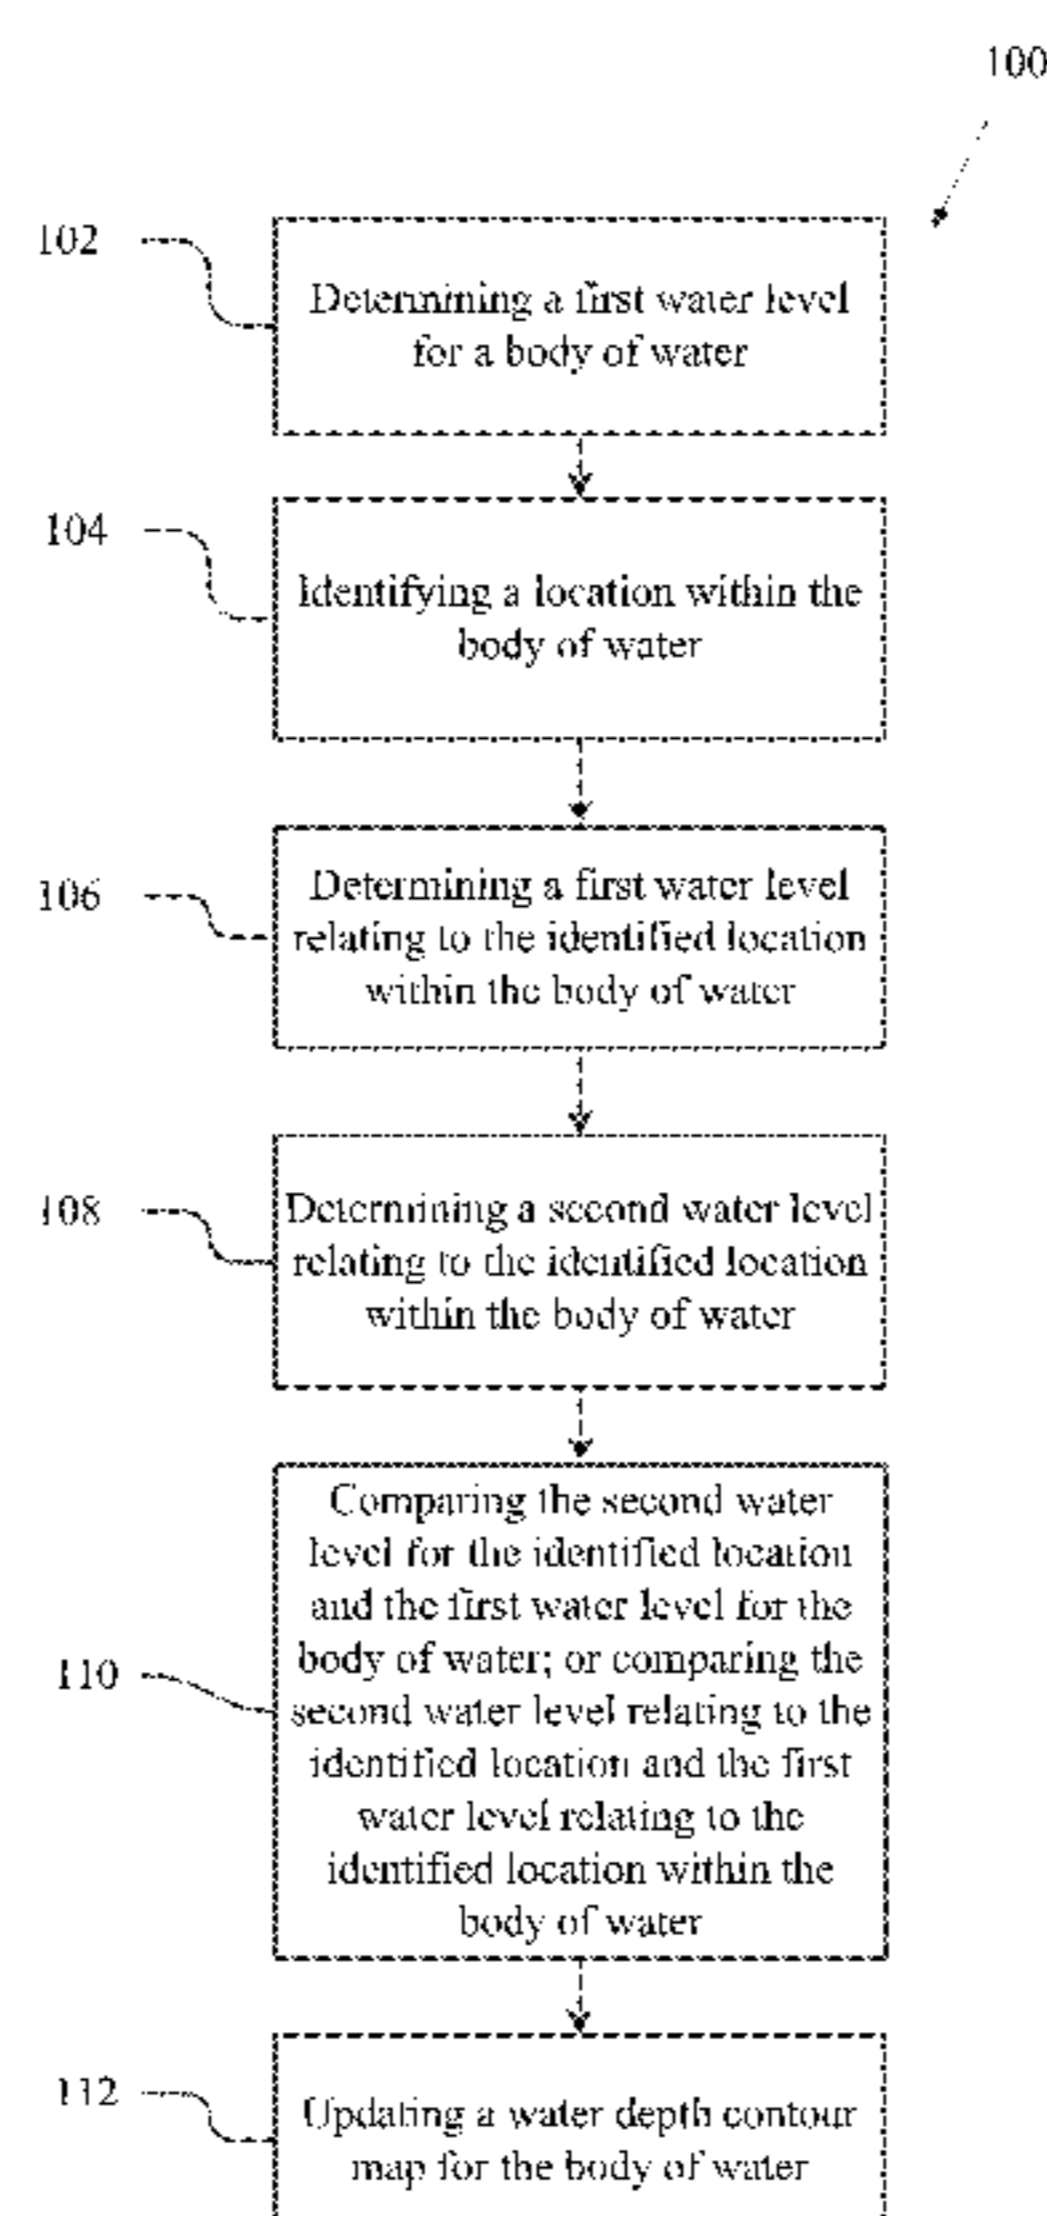 100
102
Determining a first water level
for a body of water
104
Identifying a location within the
body of water
106
Determining a first water level
relating to the identified location
within the body of water
108
Determining a second water level
relating to the identified location
within the body of water
110
Comparing the second water
level for the identified location
and the first water level for the
body of water; or comparing the
second water level relating to the
identified location and the first
water level relating to the
identified location within the
body of water
112
Updating a water depth contour
map for the body of water